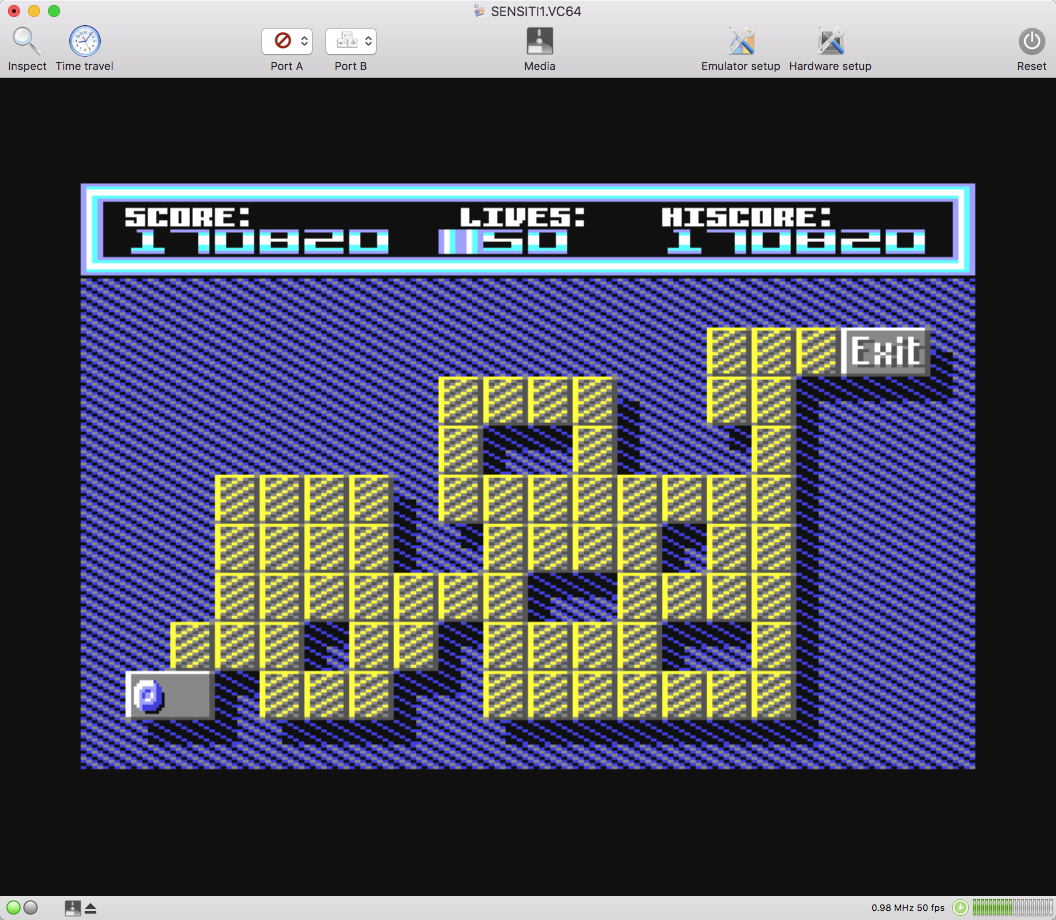 SENSITI1.VC64
Inspect Time travel Port A Port B Media Emulator setup Hardware setup Reset
SCORE: LIVES: HISCORE:
170820 50 170820
Exit
0.98 MHz 50 fps